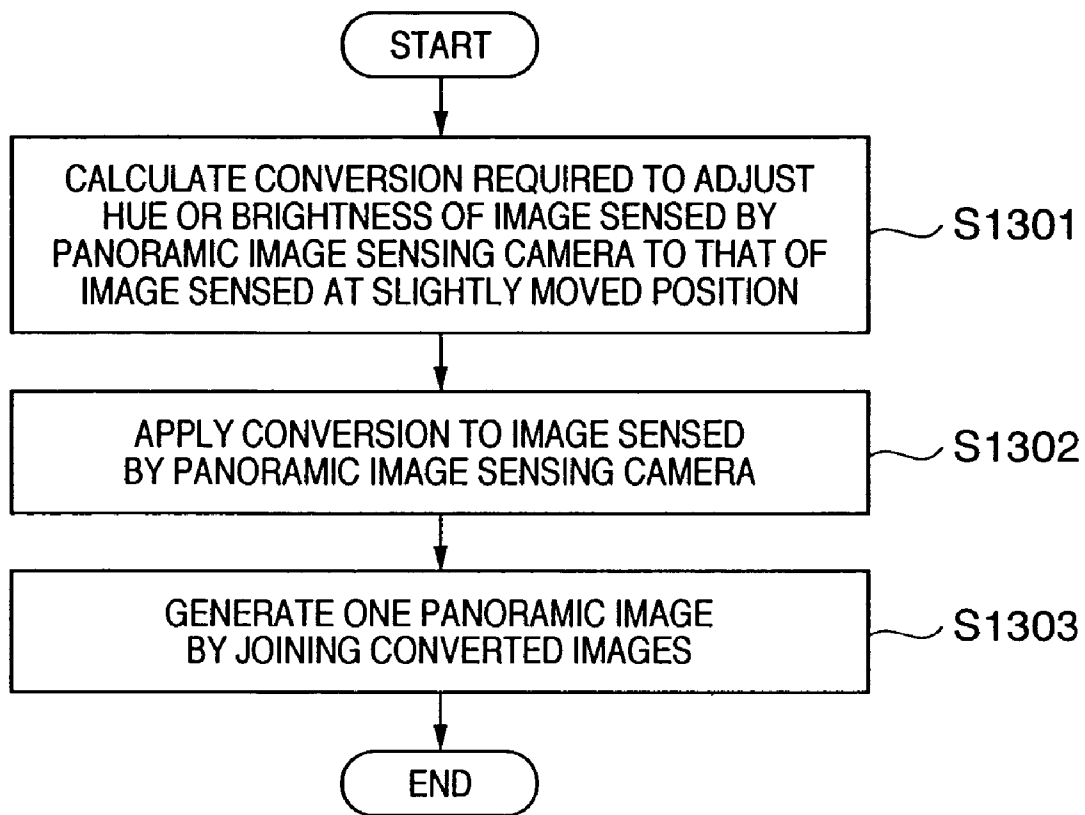 START
CALCULATE CONVERSION REQUIRED TO ADJUST
HUE OR BRIGHTNESS OF IMAGE SENSED BY
PANORAMIC IMAGE SENSING CAMERA TO THAT OF
IMAGE SENSED AT SLIGHTLY MOVED POSITION
S1301
APPLY CONVERSION TO IMAGE SENSED
BY PANORAMIC IMAGE SENSING CAMERA
S1302
GENERATE ONE PANORAMIC IMAGE
BY JOINING CONVERTED IMAGES
S1303
END